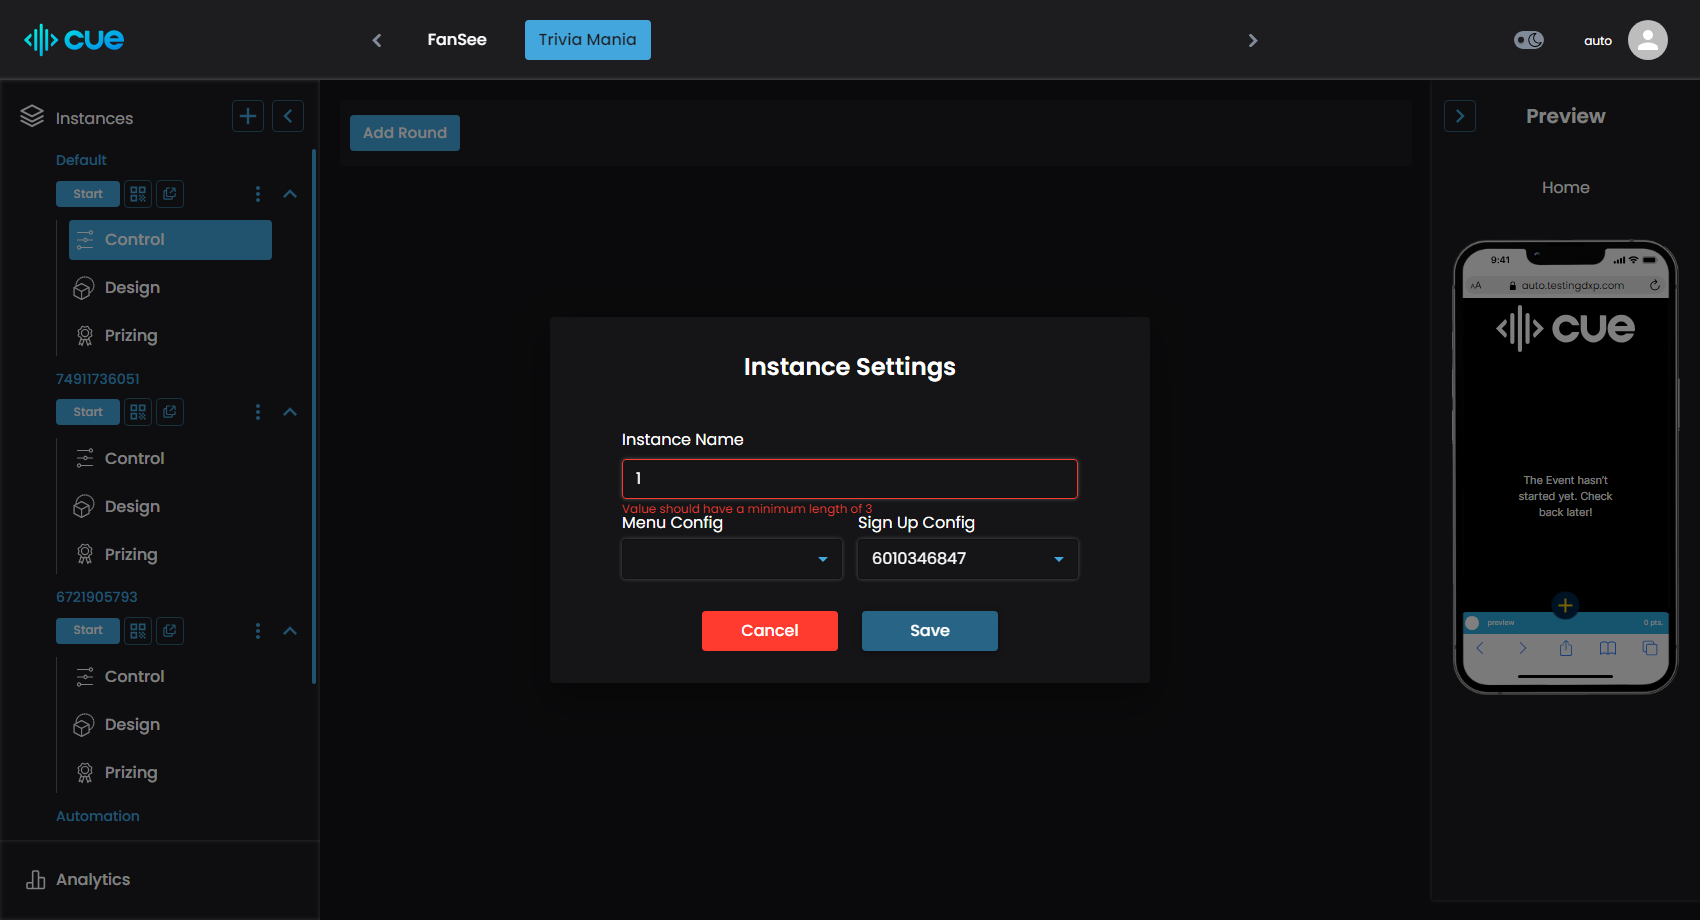 cue
FanSee
Trivia Mania
auto
Instances
Default
Start
Control
Design
Prizing
74911736051
Start
Control
Design
Prizing
6721905793
Start
Control
Design
Prizing
Automation
Analytics
Add Round
Instance Settings
Instance Name
1
Value should have a minimum length of 3
Menu Config
Sign Up Config
6010346847
Cancel
Save
Preview
Home
9:41
AA
auto.testingdxp.com
cue
The Event hasn't
started yet. Check
back later!
preview
0 pts.